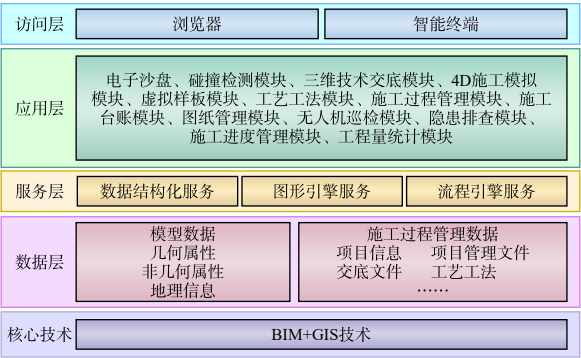 访问层 浏览器 智能终端
应用层
电子沙盘、碰撞检测模块、三维技术交底模块、4D施工模拟
模块、虚拟样板模块、工艺工法模块、施工过程管理模块、施工
台账模块、图纸管理模块、无人机巡检模块、隐患排查模块、
施工进度管理模块、工程量统计模块
服务层 数据结构化服务 图形引擎服务 流程引擎服务
数据层
模型数据
几何属性
非几何属性
地理信息
施工过程管理数据
项目信息 项目管理文件
交底文件 工艺工法
……
核心技术 BIM+GIS技术